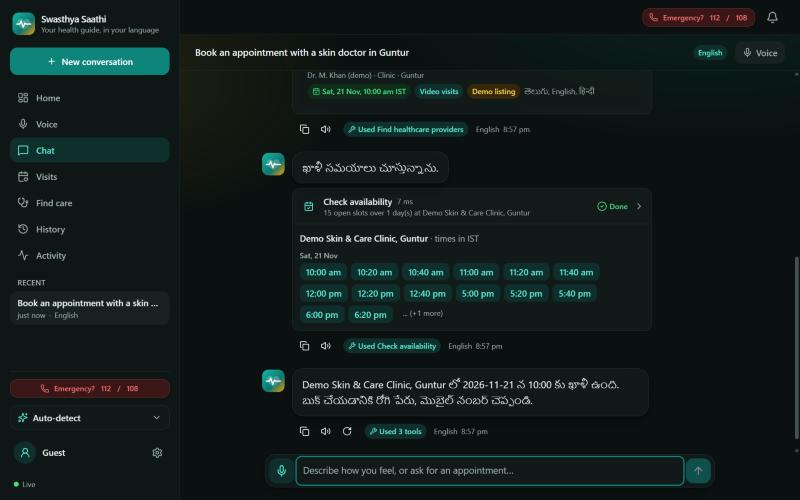 Swasthya Saathi
Your health guide, in your language
+ New conversation
Home
Voice
Chat
Visits
Find care
History
Activity
RECENT
Book an appointment with a skin ...
just now · English
Emergency? 112 / 108
Auto-detect
Guest
Live
Emergency? 112 / 108
Book an appointment with a skin doctor in Guntur
English
Voice
Dr. M. Khan (demo) · Clinic · Guntur
Sat, 21 Nov, 10:00 am IST Video visits Demo listing తెలుగు, English, हिन्दी
Used Find healthcare providers English 8:57 pm
ఖాళీ సమయాలు చూస్తున్నాను.
Check availability 7 ms
15 open slots over 1 day(s) at Demo Skin & Care Clinic, Guntur
Done
Demo Skin & Care Clinic, Guntur · times in IST
Sat, 21 Nov
10:00 am 10:20 am 10:40 am 11:00 am 11:20 am 11:40 am
12:00 pm 12:20 pm 12:40 pm 5:00 pm 5:20 pm 5:40 pm
6:00 pm 6:20 pm ... (+1 more)
Used Check availability English 8:57 pm
Demo Skin & Care Clinic, Guntur లో 2026-11-21 న 10:00 కు ఖాళీ ఉంది.
బుక్ చేయడానికి రోగి పేరు, మొబైల్ నంబర్ చెప్పండి.
Used 3 tools English 8:57 pm
Describe how you feel, or ask for an appointment...